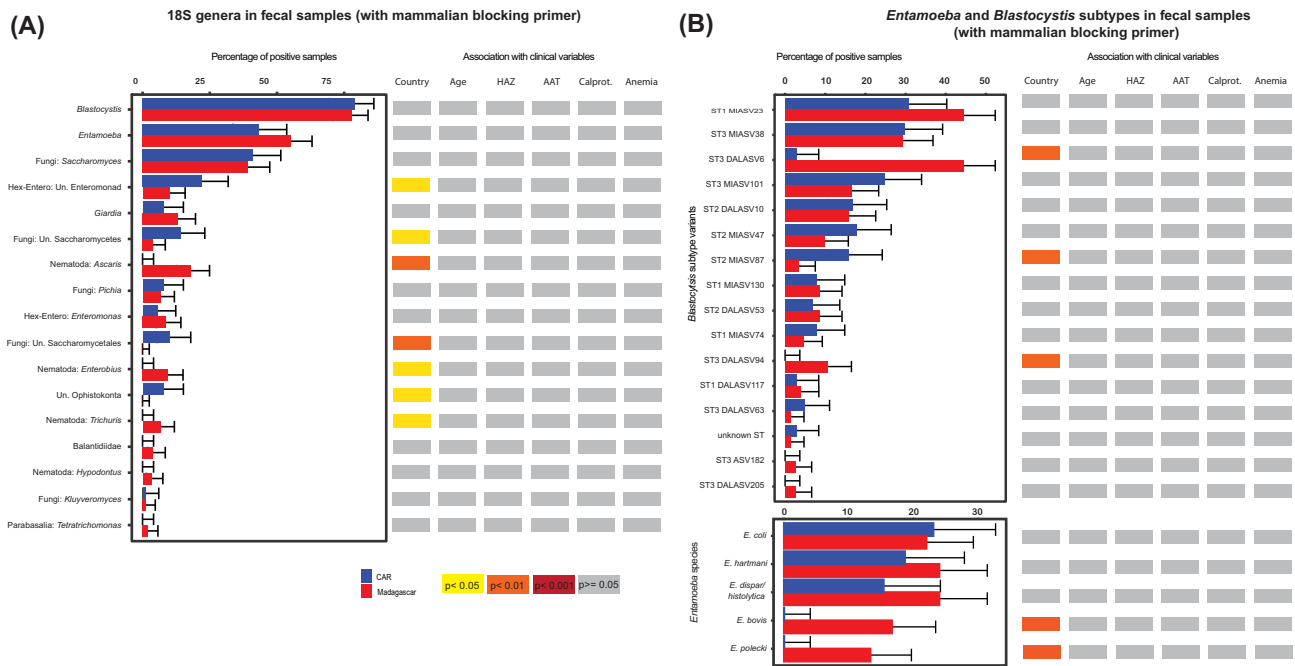 (A)
18S genera in fecal samples (with mammalian blocking primer)
Percentage of positive samples
Association with clinical variables
0 25 50 75
Country Age HAZ AAT Calprot. Anemia
Blastocystis
Entamoeba
Fungi: Saccharomyces
Hex-Entero: Un. Enteromonad
Giardia
Fungi: Un. Saccharomycetes
Nematoda: Ascaris
Fungi: Pichia
Hex-Entero: Enteromonas
Fungi: Un. Saccharomycetales
Nematoda: Enterobius
Un. Ophistokonta
Nematoda: Trichuris
Balantidiidae
Nematoda: Hypodontus
Fungi: Kluyveromyces
Parabasalia: Tetratrichomonas
CAR
Madagascar
p< 0.05 p< 0.01 p< 0.001 p>= 0.05
(B)
Entamoeba and Blastocystis subtypes in fecal samples
(with mammalian blocking primer)
Percentage of positive samples
Association with clinical variables
0 10 20 30 40 50
Country Age HAZ AAT Calprot. Anemia
Blastocytsis subtype variants
ST1 MIASV23
ST3 MIASV38
ST3 DALASV6
ST3 MIASV101
ST2 DALASV10
ST2 MIASV47
ST2 MIASV87
ST1 MIASV130
ST2 DALASV53
ST1 MIASV74
ST3 DALASV94
ST1 DALASV117
ST3 DALASV63
unknown ST
ST3 ASV182
ST3 DALASV205
0 10 20 30
Entamoeba species
E. coli
E. hartmani
E. dispar/
histolytica
E. bovis
E. polecki